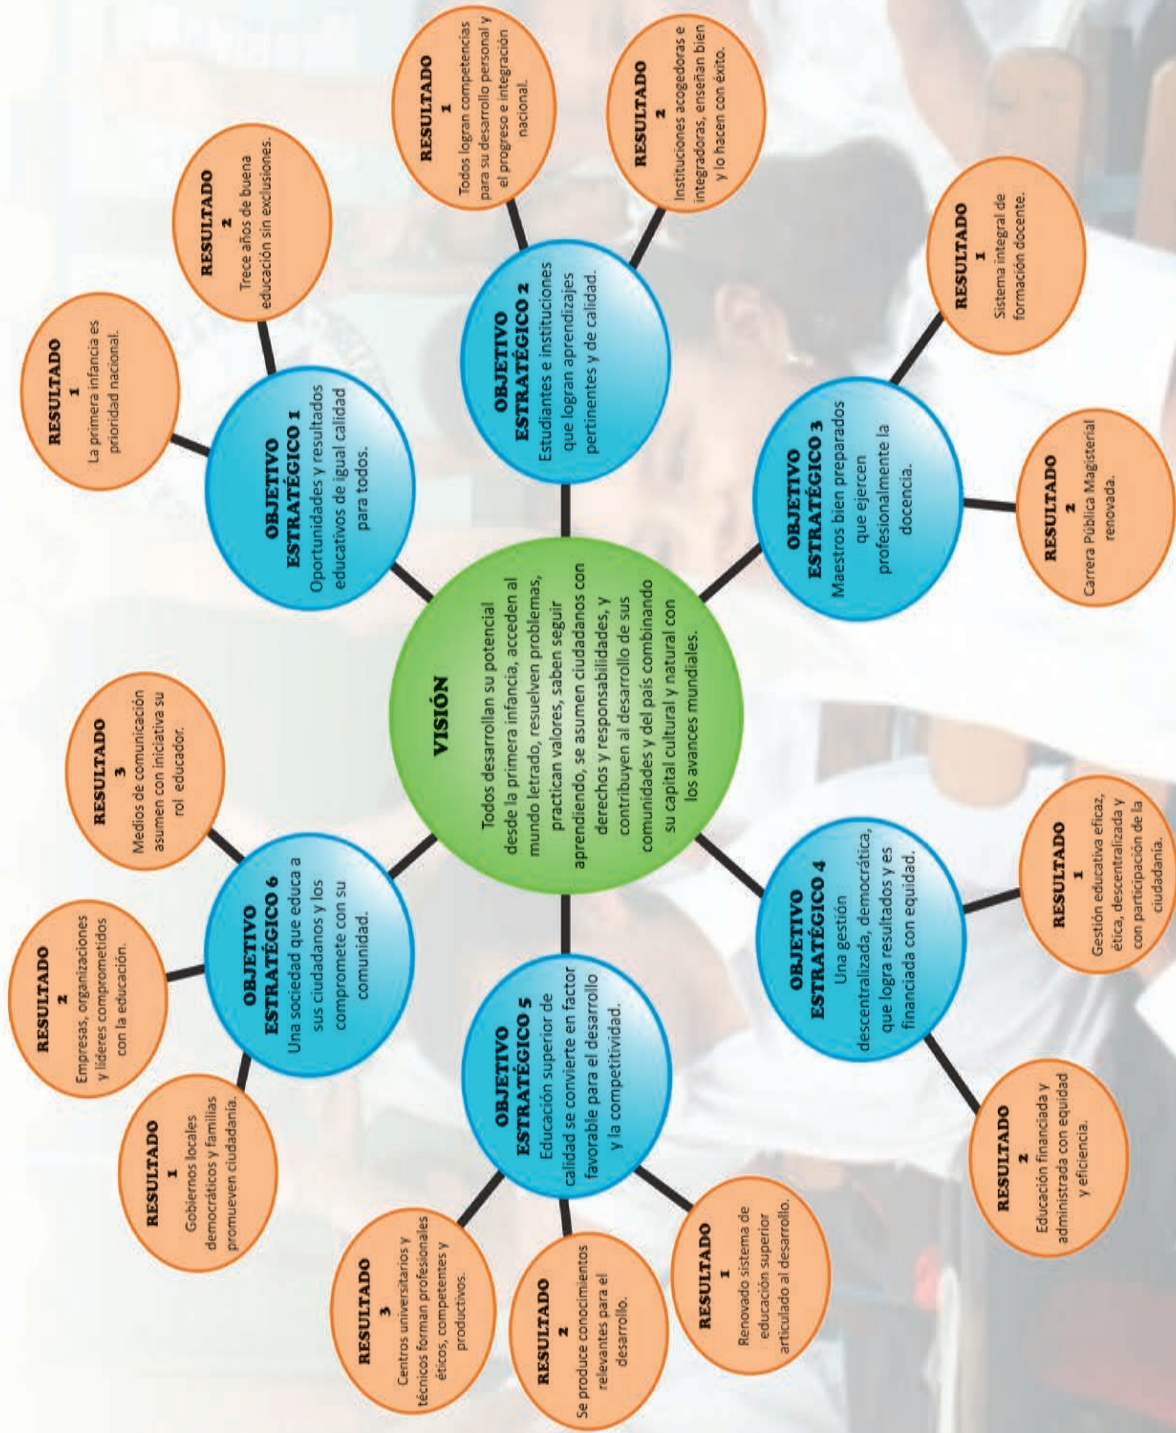 VISIÓN
Todos desarrollan su potencial
desde la primera infancia, acceden al
mundo letrado, resuelven problemas,
practican valores, saben seguir
aprendiendo, se asumen ciudadanos con
derechos y responsabilidades, y
contribuyen al desarrollo de sus
comunidades y del país combinando
su capital cultural y natural con
los avances mundiales.
OBJETIVO
ESTRATÉGICO 1
Oportunidades y resultados
educativos de igual calidad
para todos.
RESULTADO
1
La primera infancia es
prioridad nacional.
RESULTADO
2
Trece años de buena
educación sin exclusiones.
OBJETIVO
ESTRATÉGICO 2
Estudiantes e instituciones
que logran aprendizajes
pertinentes y de calidad.
RESULTADO
1
Todos logran competencias
para su desarrollo personal y
el progreso e integración
nacional.
RESULTADO
2
Instituciones acogedoras e
integradoras, enseñan bien
y lo hacen con éxito.
OBJETIVO
ESTRATÉGICO 3
Maestros bien preparados
que ejercen
profesionalmente la
docencia.
RESULTADO
1
Sistema integral de
formación docente.
RESULTADO
2
Carrera Pública Magisterial
renovada.
OBJETIVO
ESTRATÉGICO 4
Una gestión
descentralizada, democrática,
que logra resultados y es
financiada con equidad.
RESULTADO
1
Gestión educativa eficaz,
ética, descentralizada y
con participación de la
ciudadanía.
RESULTADO
2
Educación financiada y
administrada con equidad
y eficiencia.
OBJETIVO
ESTRATÉGICO 5
Educación superior de
calidad se convierte en factor
favorable para el desarrollo
y la competitividad.
RESULTADO
1
Renovado sistema de
educación superior
articulado al desarrollo.
RESULTADO
2
Se produce conocimientos
relevantes para el
desarrollo.
RESULTADO
3
Centros universitarios y
técnicos forman profesionales
éticos, competentes y
productivos.
OBJETIVO
ESTRATÉGICO 6
Una sociedad que educa a
sus ciudadanos y los
compromete con su
comunidad.
RESULTADO
1
Gobiernos locales
democráticos y familias
promueven ciudadanía.
RESULTADO
2
Empresas, organizaciones
y líderes comprometidos
con la educación.
RESULTADO
3
Medios de comunicación
asumen con iniciativa su
rol educador.